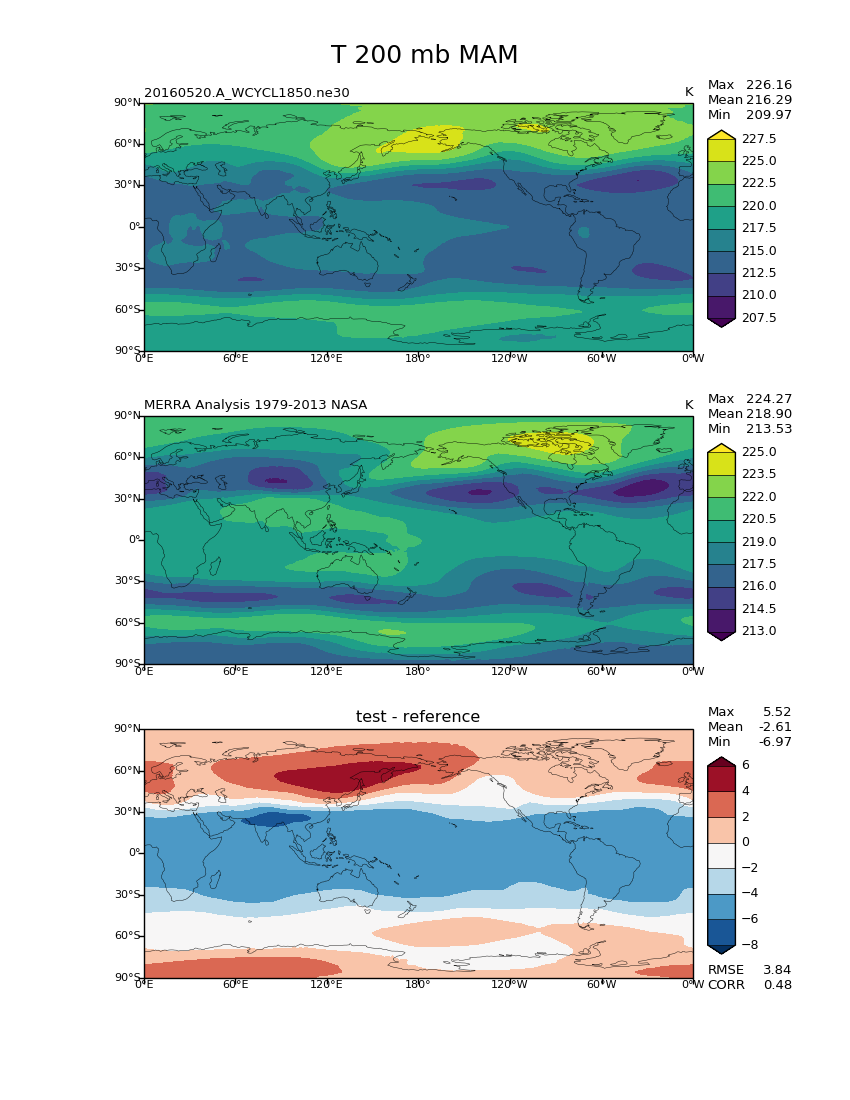 T 200 mb MAM
20160520.A_WCYCL1850.ne30
K
Max 226.16
Mean 216.29
Min 209.97
90°N
60°N
30°N
0°
30°S
60°S
90°S
0°E 60°E 120°E 180° 120°W 60°W 0°W
227.5
225.0
222.5
220.0
217.5
215.0
212.5
210.0
207.5
MERRA Analysis 1979-2013 NASA
K
Max 224.27
Mean 218.90
Min 213.53
90°N
60°N
30°N
0°
30°S
60°S
90°S
0°E 60°E 120°E 180° 120°W 60°W 0°W
225.0
223.5
222.0
220.5
219.0
217.5
216.0
214.5
213.0
test - reference
Max 5.52
Mean -2.61
Min -6.97
90°N
60°N
30°N
0°
30°S
60°S
90°S
0°E 60°E 120°E 180° 120°W 60°W 0°W
6
4
2
0
−2
−4
−6
−8
RMSE 3.84
CORR 0.48